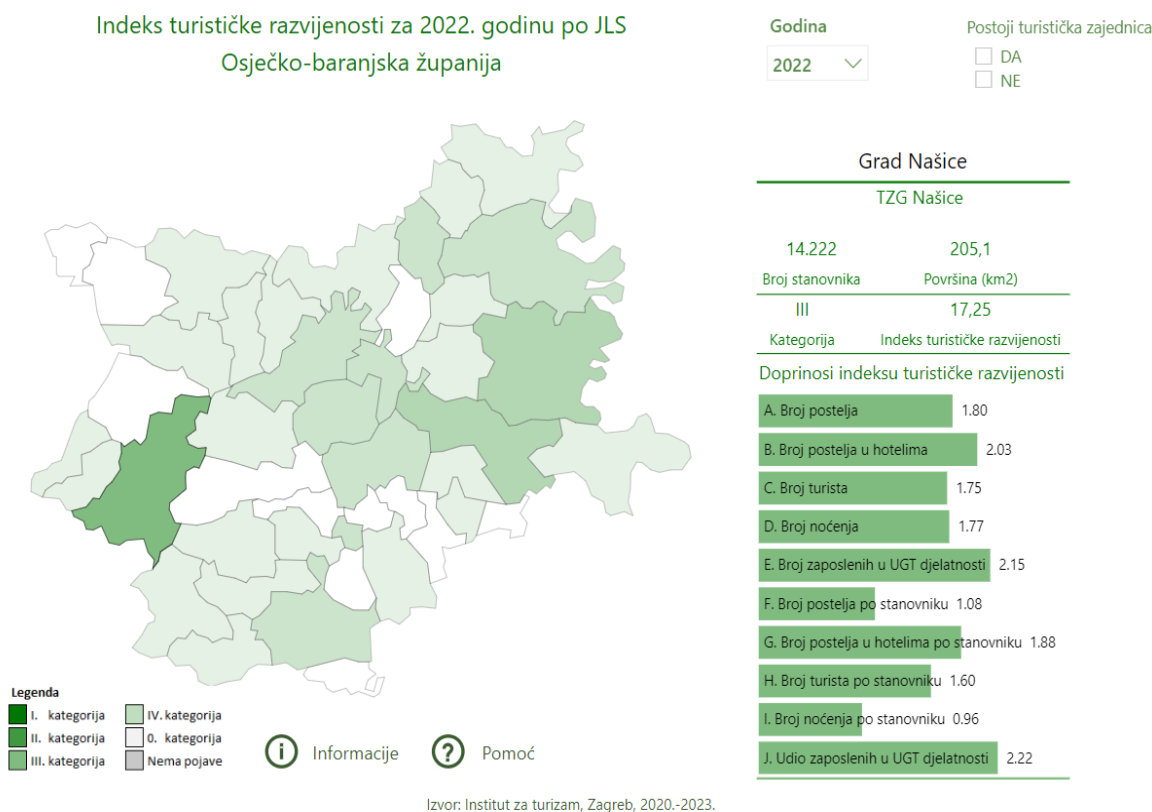 Indeks turističke razvijenosti za 2022. godinu po JLS
Osječko-baranjska županija
Godina
2022
Postoji turistička zajednica
DA
NE
Grad Našice
TZG Našice
14.222 205,1
Broj stanovnika Površina (km2)
III 17,25
Kategorija Indeks turističke razvijenosti
Doprinosi indeksu turističke razvijenosti
A. Broj postelja 1.80
B. Broj postelja u hotelima 2.03
C. Broj turista 1.75
D. Broj noćenja 1.77
E. Broj zaposlenih u UGT djelatnosti 2.15
F. Broj postelja po stanovniku 1.08
G. Broj postelja u hotelima po stanovniku 1.88
H. Broj turista po stanovniku 1.60
I. Broj noćenja po stanovniku 0.96
J. Udio zaposlenih u UGT djelatnosti 2.22
Legenda
I. kategorija IV. kategorija
II. kategorija 0. kategorija
III. kategorija Nema pojave
i Informacije ? Pomoć
Izvor: Institut za turizam, Zagreb, 2020.-2023.